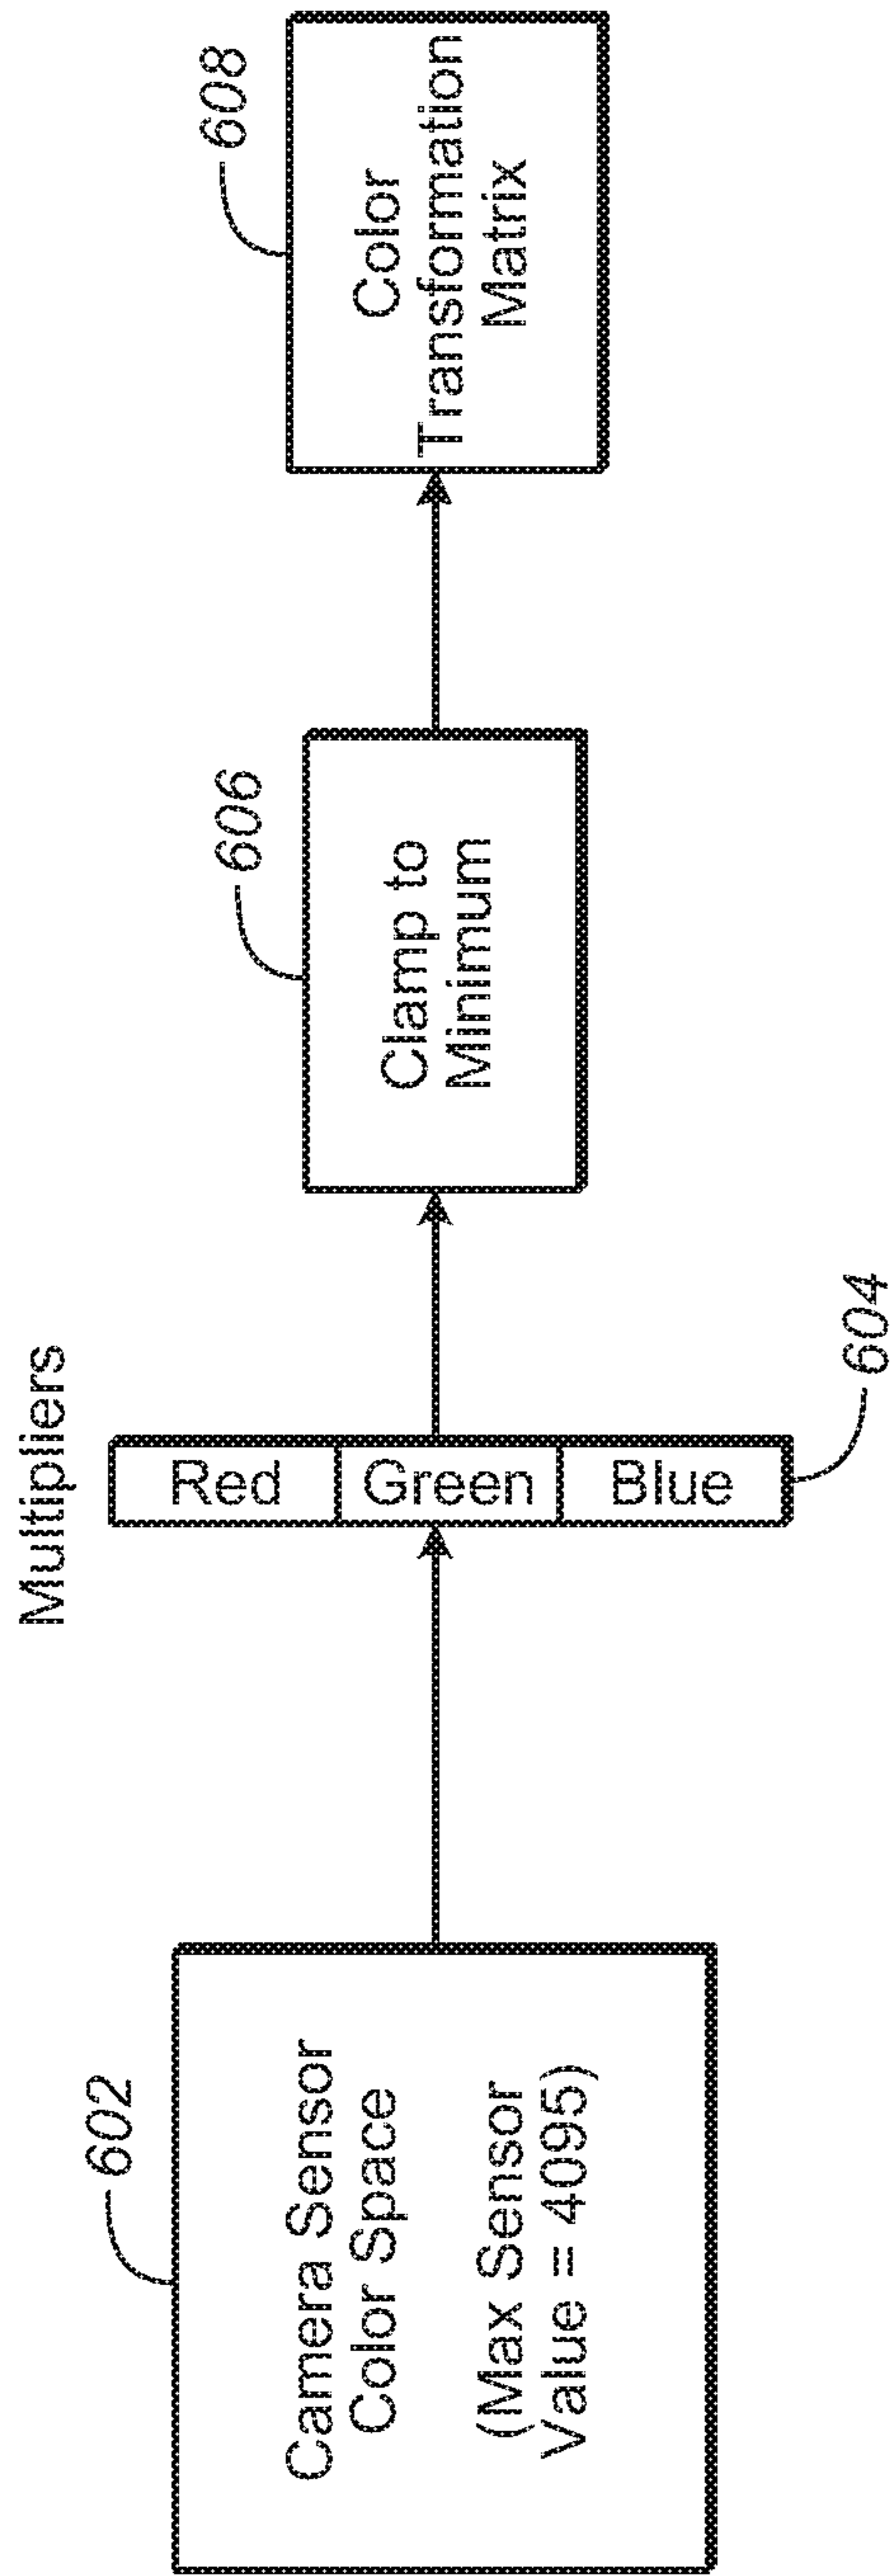 Multipliers
602
Camera Sensor
Color Space
(Max Sensor
Value = 4095)
Red
Green
Blue
604
606
Clamp to
Minimum
608
Color
Transformation
Matrix